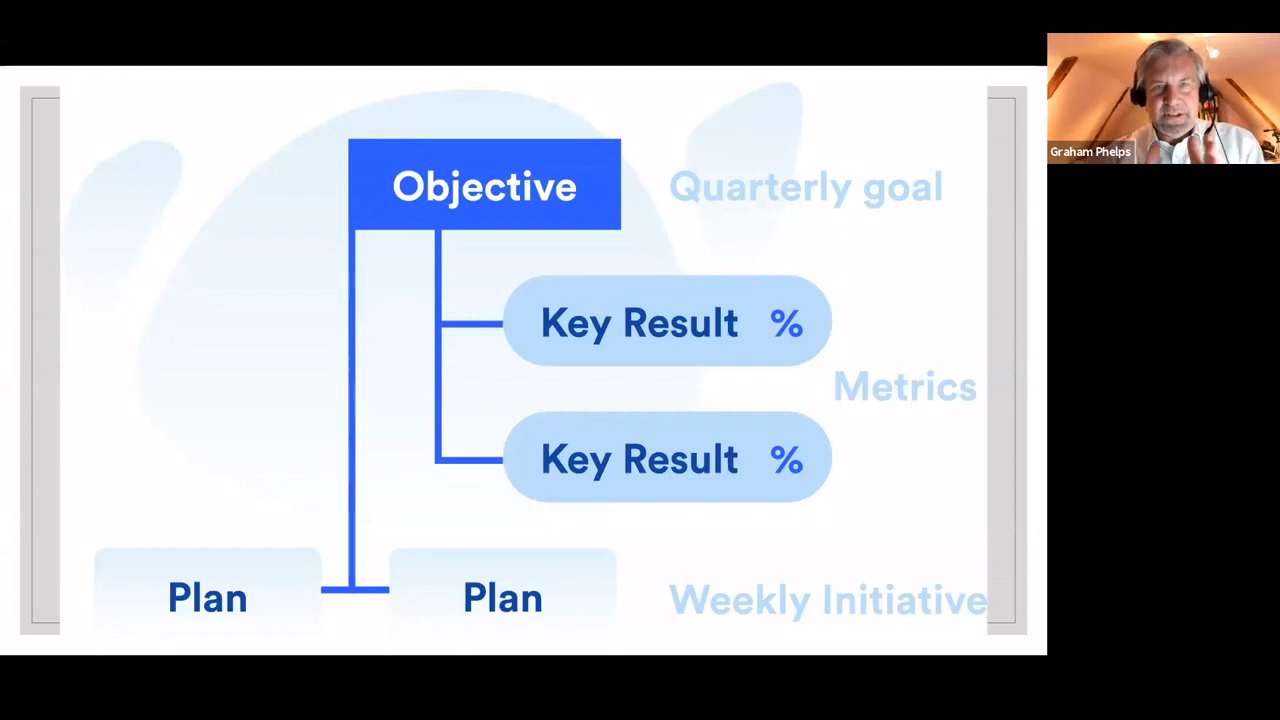 Objective
Quarterly goal
Key Result %
Metrics
Key Result %
Plan
Plan
Weekly Initiative
Graham Phelps